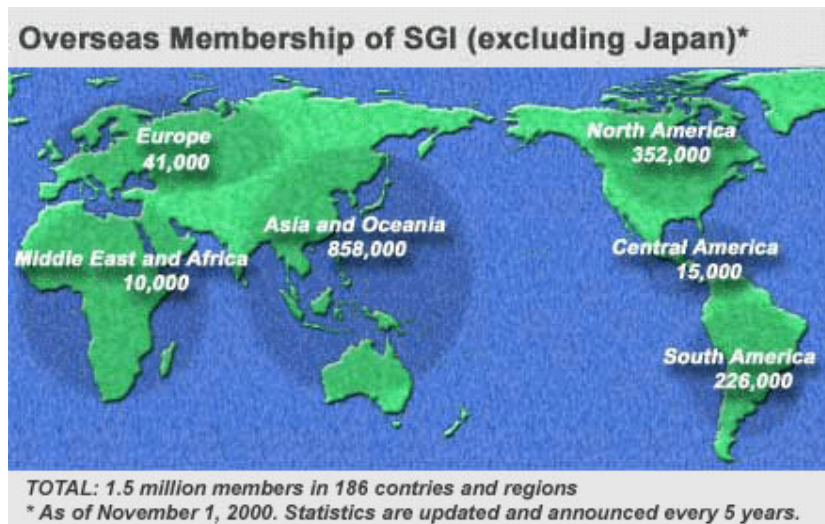 Overseas Membership of SGI (excluding Japan)*
Europe
41,000
North America
352,000
Asia and Oceania
858,000
Middle East and Africa
10,000
Central America
15,000
South America
226,000
TOTAL: 1.5 million members in 186 contries and regions
* As of November 1, 2000. Statistics are updated and announced every 5 years.